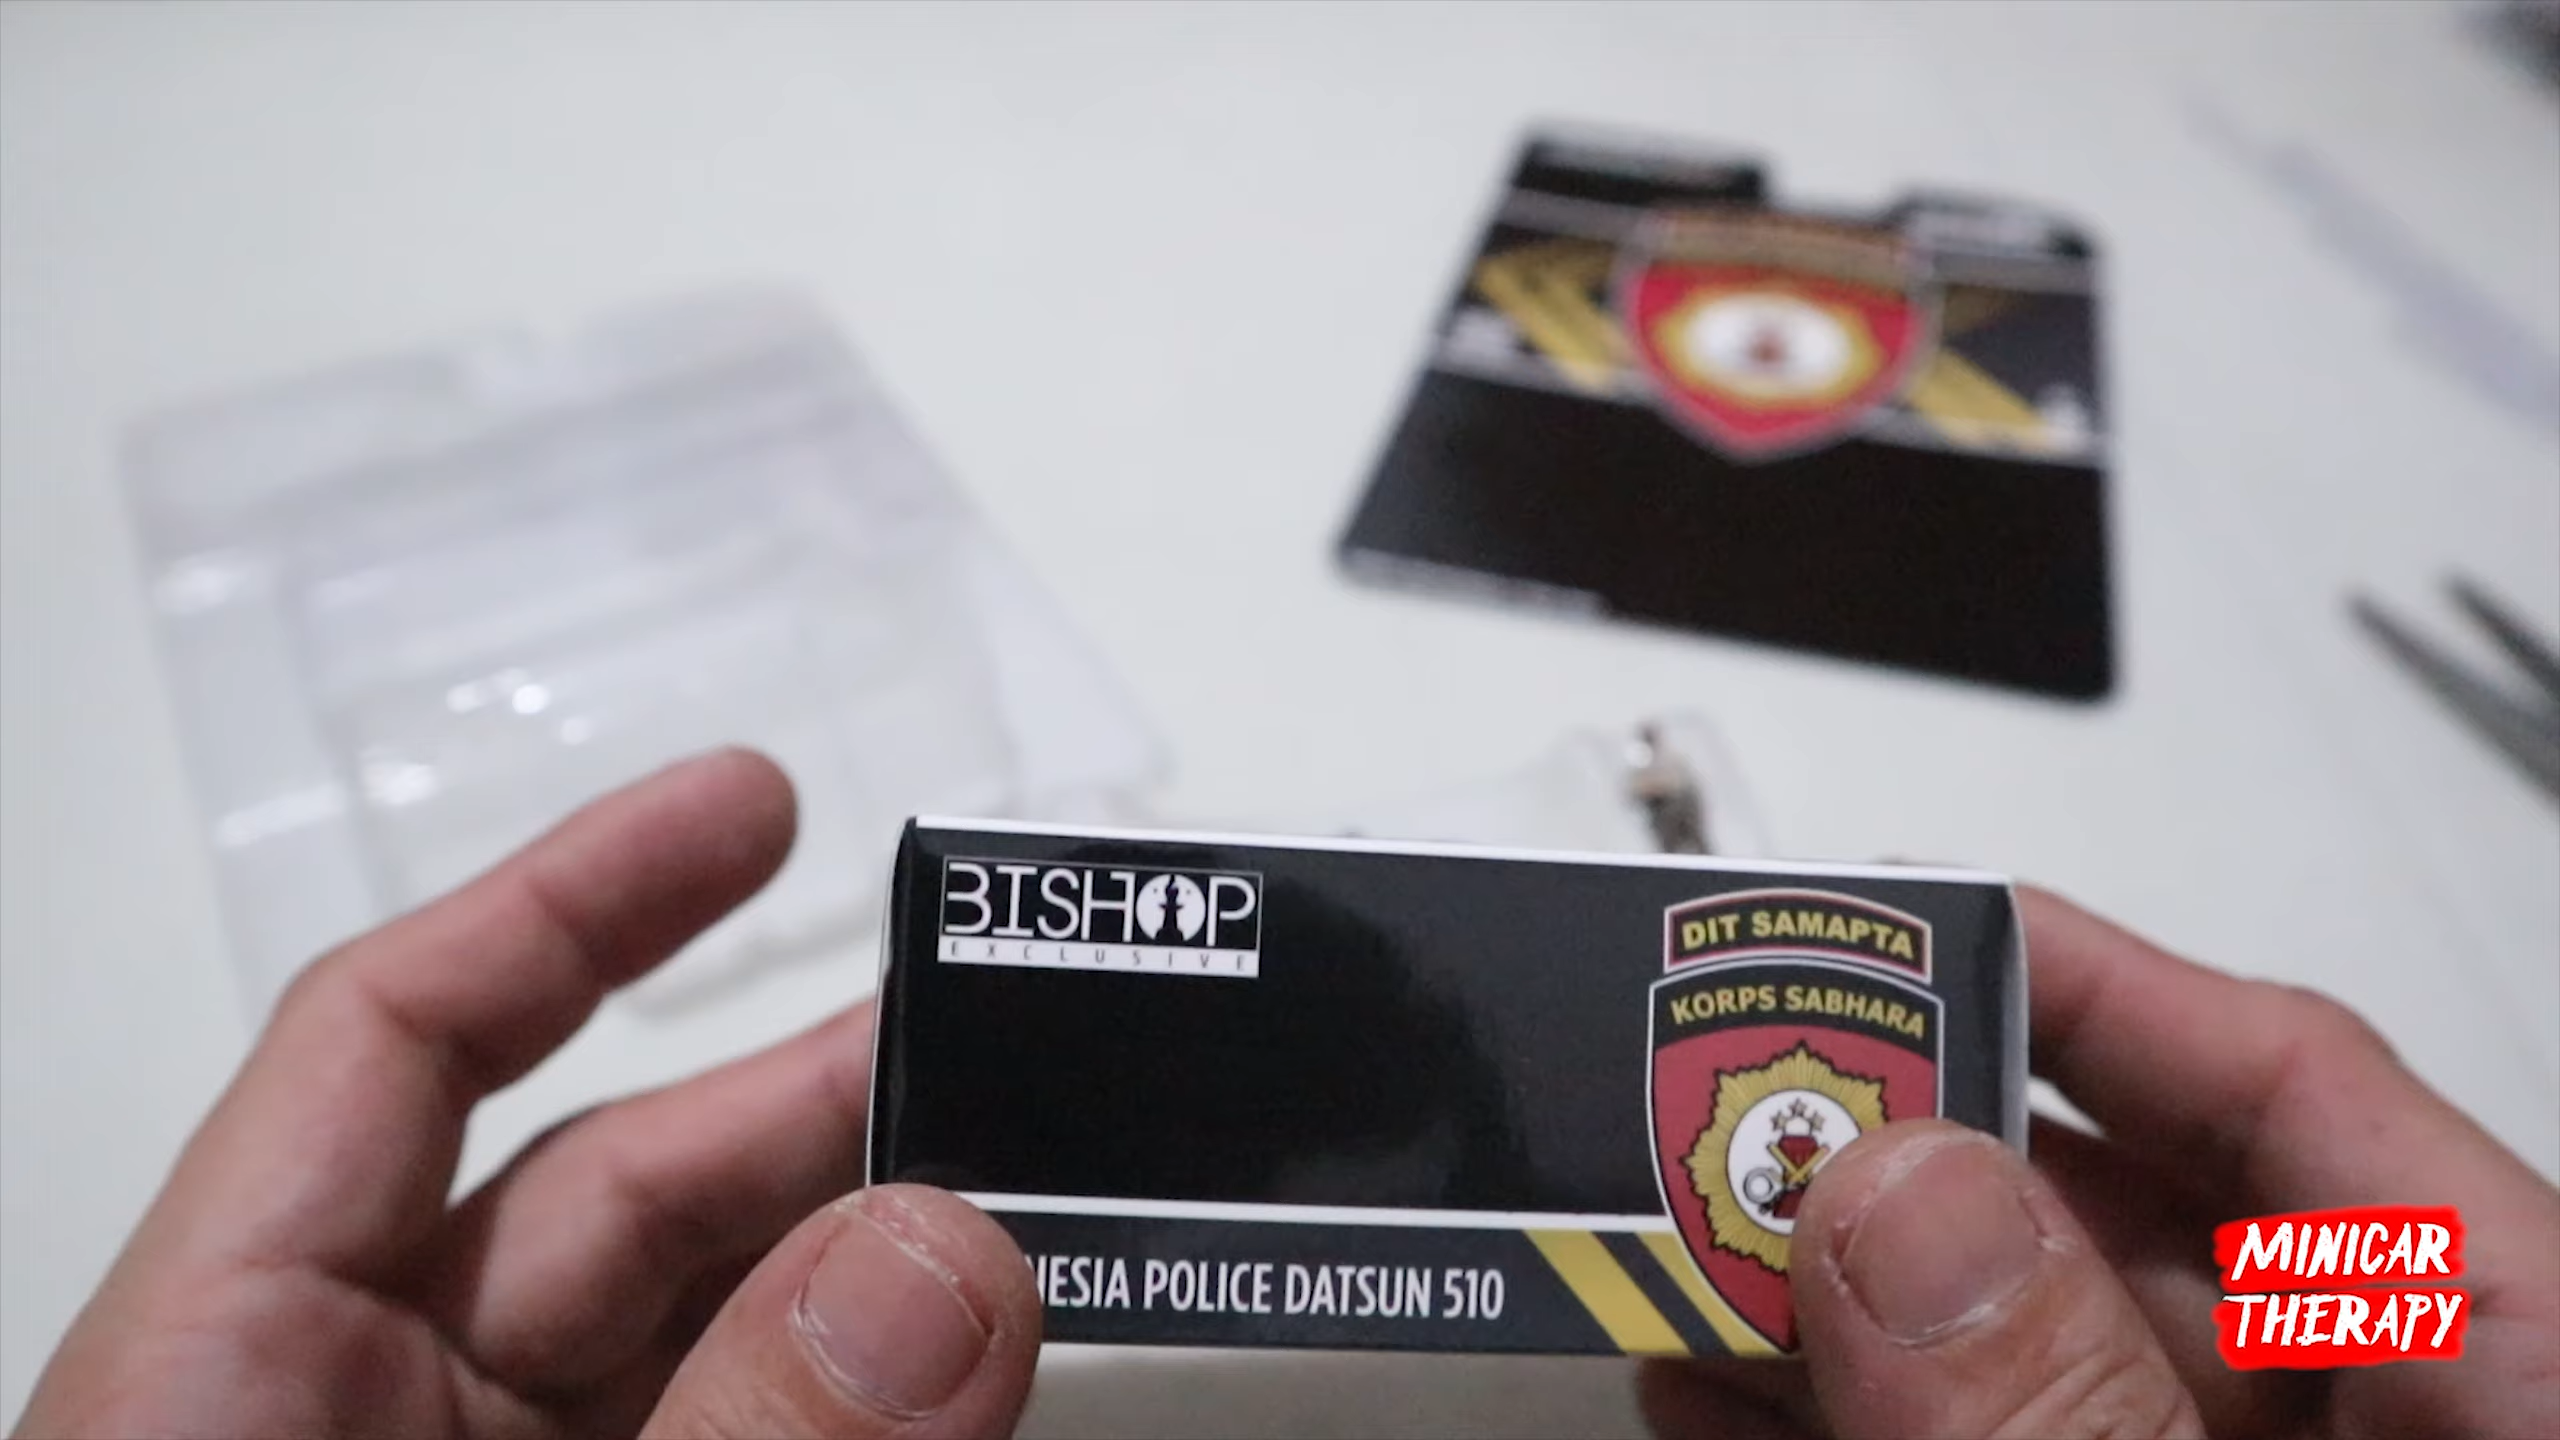 BISHOP
EXCLUSIVE
DIT SAMAPTA
KORPS SABHARA
NESIA POLICE DATSUN 510
MINICAR
THERAPY